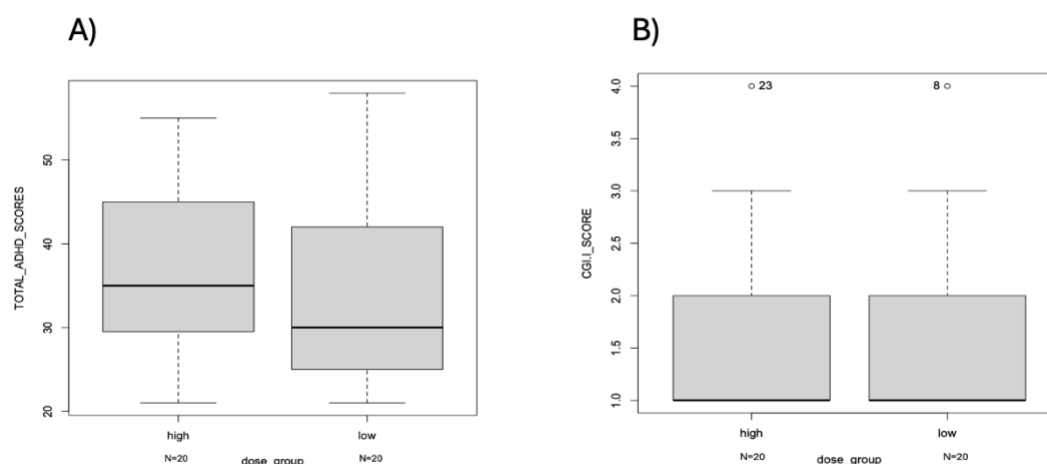 A)
B)
TOTAL_ADHD_SCORES
50
40
30
20
high
low
N=20
dose_group
N=20
CGI.I_SCORE
4.0
3.5
3.0
2.5
2.0
1.5
1.0
23
8
high
low
N=20
dose_group
N=20